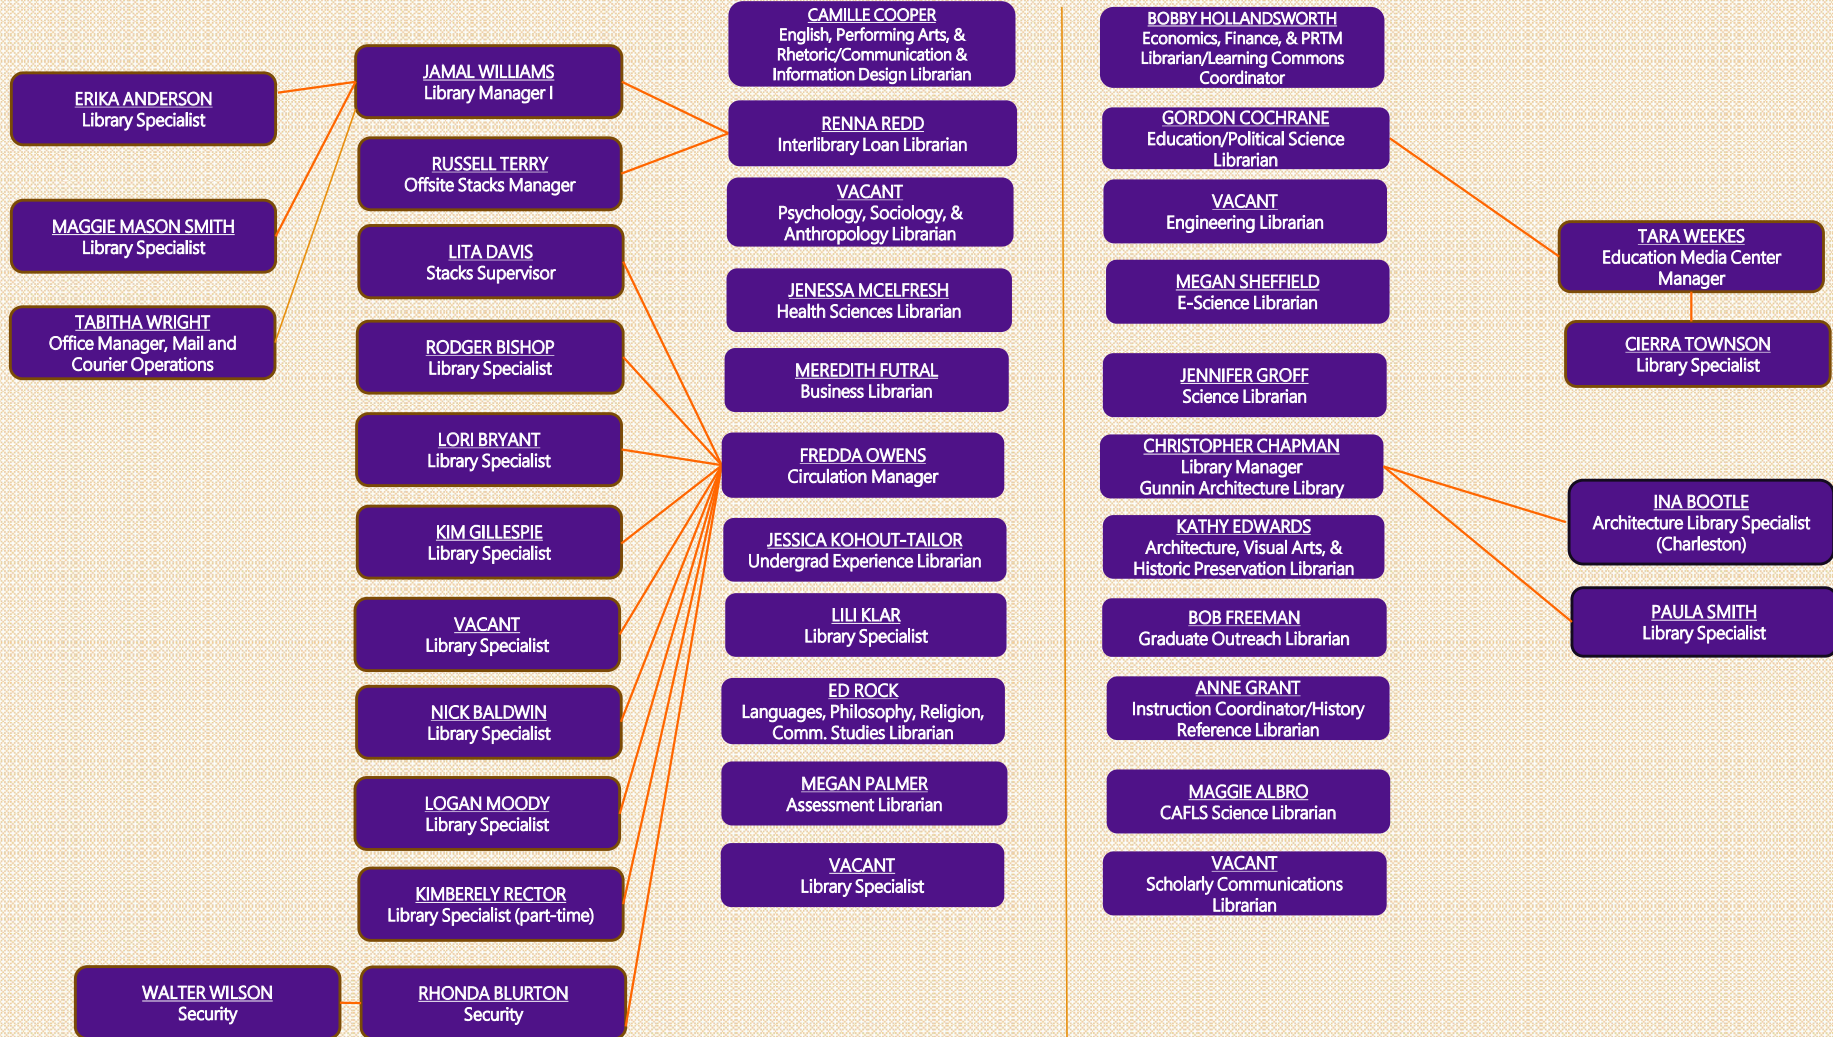 ERIKA ANDERSON
Library Specialist
MAGGIE MASON SMITH
Library Specialist
TABITHA WRIGHT
Office Manager, Mail and
Courier Operations
WALTER WILSON
Security
JAMAL WILLIAMS
Library Manager I
RUSSELL TERRY
Offsite Stacks Manager
LITA DAVIS
Stacks Supervisor
RODGER BISHOP
Library Specialist
LORI BRYANT
Library Specialist
KIM GILLESPIE
Library Specialist
VACANT
Library Specialist
NICK BALDWIN
Library Specialist
LOGAN MOODY
Library Specialist
KIMBERELY RECTOR
Library Specialist (part-time)
RHONDA BLURTON
Security
CAMILLE COOPER
English, Performing Arts, &
Rhetoric/Communication &
Information Design Librarian
RENNA REDD
Interlibrary Loan Librarian
VACANT
Psychology, Sociology, &
Anthropology Librarian
JENESSA MCELFRESH
Health Sciences Librarian
MEREDITH FUTRAL
Business Librarian
FREDDA OWENS
Circulation Manager
JESSICA KOHOUT-TAILOR
Undergrad Experience Librarian
LILI KLAR
Library Specialist
ED ROCK
Languages, Philosophy, Religion,
Comm. Studies Librarian
MEGAN PALMER
Assessment Librarian
VACANT
Library Specialist
BOBBY HOLLANDSWORTH
Economics, Finance, & PRTM
Librarian/Learning Commons
Coordinator
GORDON COCHRANE
Education/Political Science
Librarian
VACANT
Engineering Librarian
MEGAN SHEFFIELD
E-Science Librarian
JENNIFER GROFF
Science Librarian
CHRISTOPHER CHAPMAN
Library Manager
Gunnin Architecture Library
KATHY EDWARDS
Architecture, Visual Arts, &
Historic Preservation Librarian
BOB FREEMAN
Graduate Outreach Librarian
ANNE GRANT
Instruction Coordinator/History
Reference Librarian
MAGGIE ALBRO
CAFLS Science Librarian
VACANT
Scholarly Communications
Librarian
TARA WEEKES
Education Media Center
Manager
CIERRA TOWNSON
Library Specialist
INA BOOTLE
Architecture Library Specialist
(Charleston)
PAULA SMITH
Library Specialist